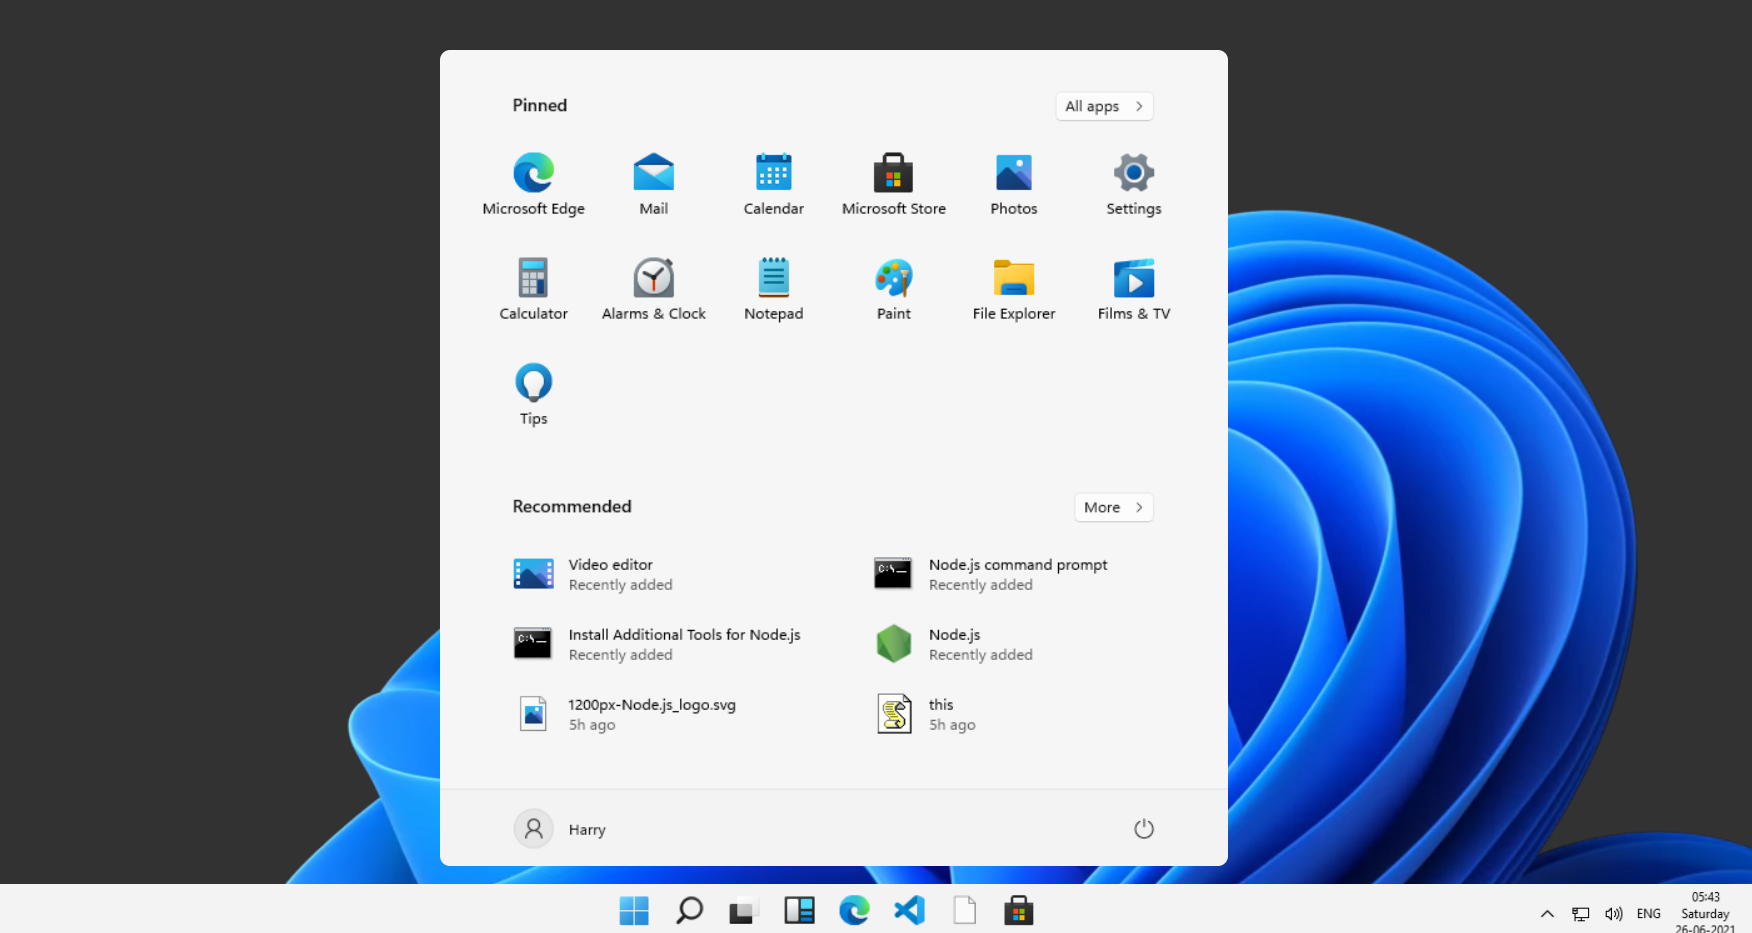 Pinned
All apps
Microsoft Edge
Mail
Calendar
Microsoft Store
Photos
Settings
Calculator
Alarms & Clock
Notepad
Paint
File Explorer
Films & TV
Tips
Recommended
More
Video editor
Recently added
Node.js command prompt
Recently added
C:\_
C:\_
Install Additional Tools for Node.js
Recently added
Node.js
Recently added
1200px-Node.js_logo.svg
5h ago
this
5h ago
Harry
ENG
05:43
Saturday
26-06-2021